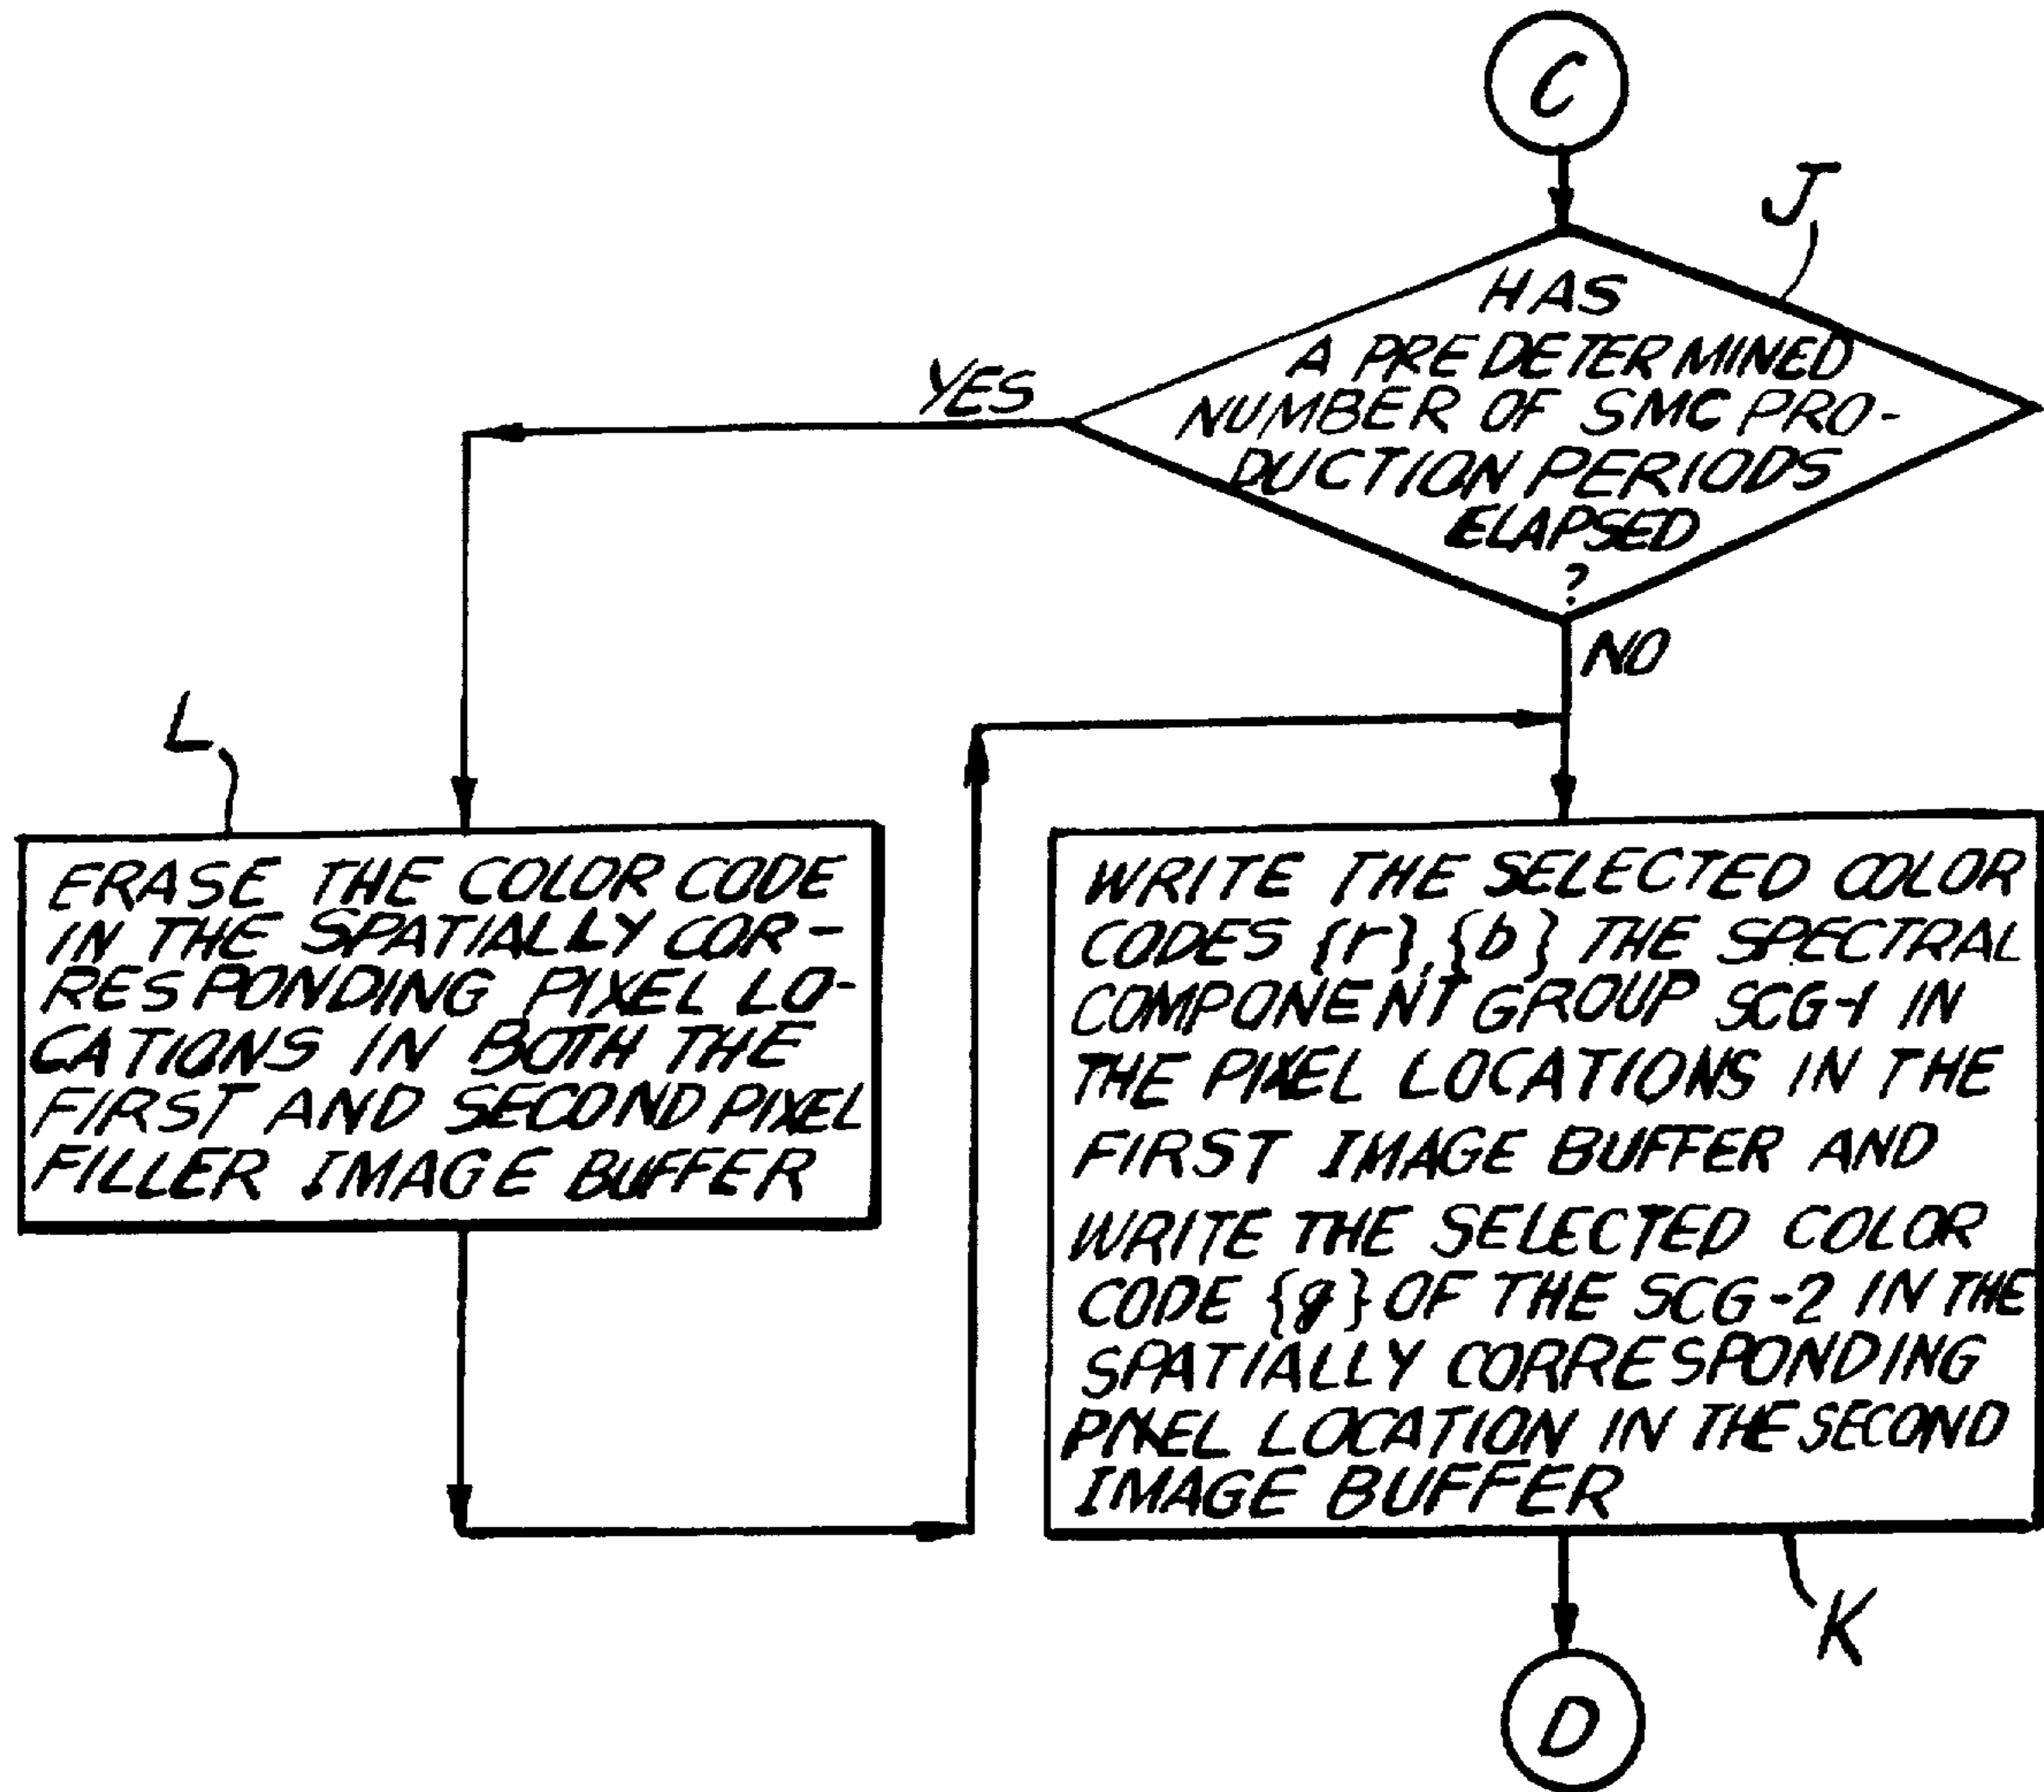 C
J
HAS
A PREDETERMINED
NUMBER OF SMC PRO-
DUCTION PERIODS
ELAPSED
?
YES
NO
L
ERASE THE COLOR CODE
IN THE SPATIALLY COR-
RESPONDING PIXEL LO-
CATIONS IN BOTH THE
FIRST AND SECOND PIXEL
FILLER IMAGE BUFFER
WRITE THE SELECTED COLOR
CODES {r},{b} THE SPECTRAL
COMPONENT GROUP SCG-1 IN
THE PIXEL LOCATIONS IN THE
FIRST IMAGE BUFFER AND
WRITE THE SELECTED COLOR
CODE {g} OF THE SCG-2 IN THE
SPATIALLY CORRESPONDING
PIXEL LOCATION IN THE SECOND
IMAGE BUFFER
K
D